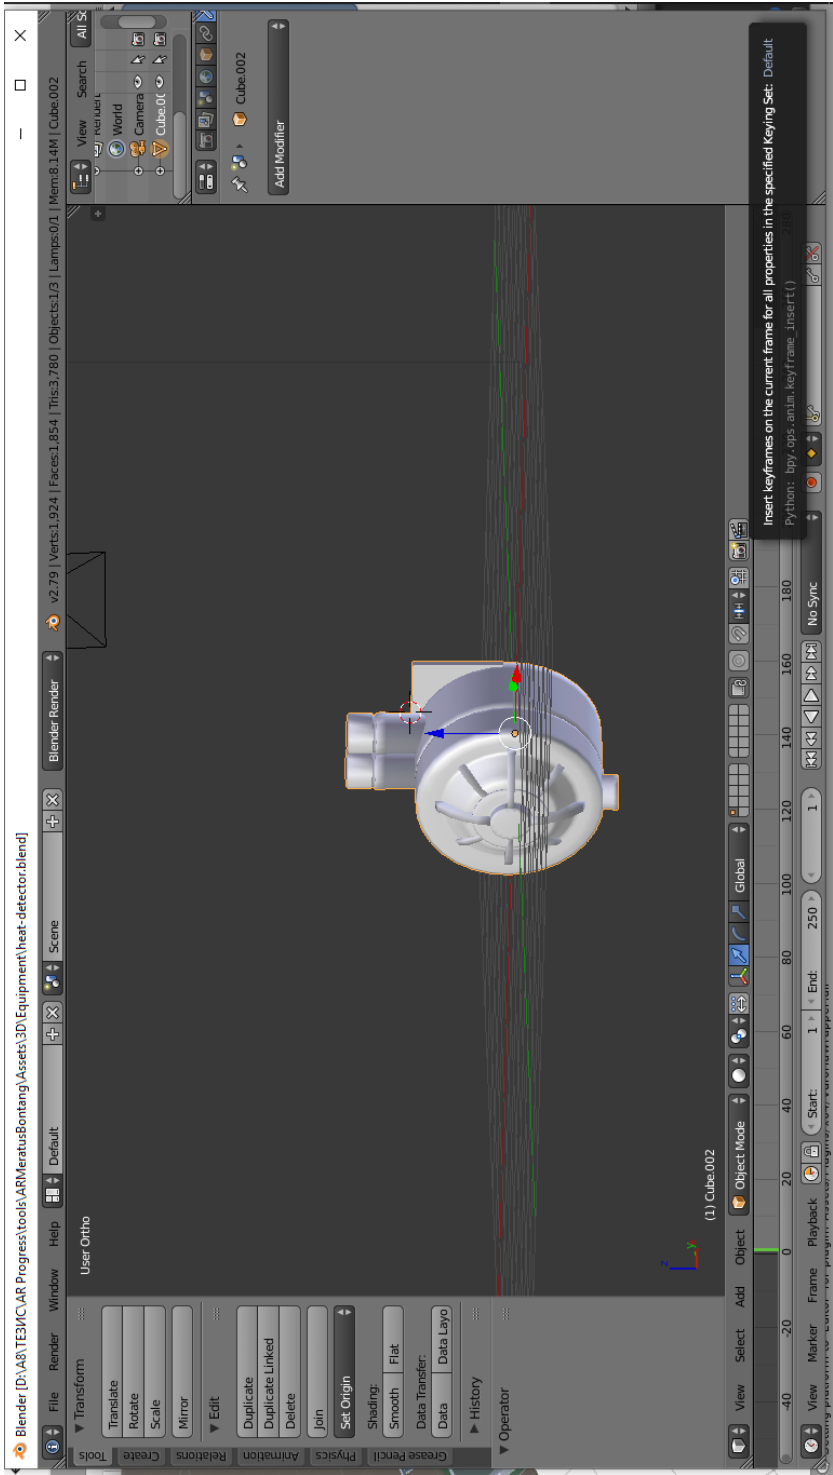 Blender [D:\A8\ТЕЗИС\AR Progress\tools\ARMeratusBontang\Assets\3D\Equipment\heat-detector.blend]
File Render Window Help Default Scene Blender Render v2.79 | Verts:1,924 | Faces:1,854 | Tris:3,780 | Objects:1/3 | Lamps:0/1 | Mem:8.14M | Cube.002
Tools
Create
Relations
Animation
Physics
Grease Pencil
Transform
Translate
Rotate
Scale
Mirror
Edit
Duplicate
Duplicate Linked
Delete
Join
Set Origin
Shading:
Smooth Flat
Data Transfer:
Data Data Layo
History
Operator
User Ortho
z
y
(1) Cube.002
View Search All Sc
World
Camera
Cube.00
Cube.002
Add Modifier
View Select Add Object Object Mode Global
-40 -20 0 20 40 60 80 100 120 140 160 180
Insert keyframes on the current frame for all properties in the specified Keying Set: Default
Python: bpy.ops.anim.keyframe_insert()
View Marker Frame Playback Start: 1 End: 250 1 No Sync